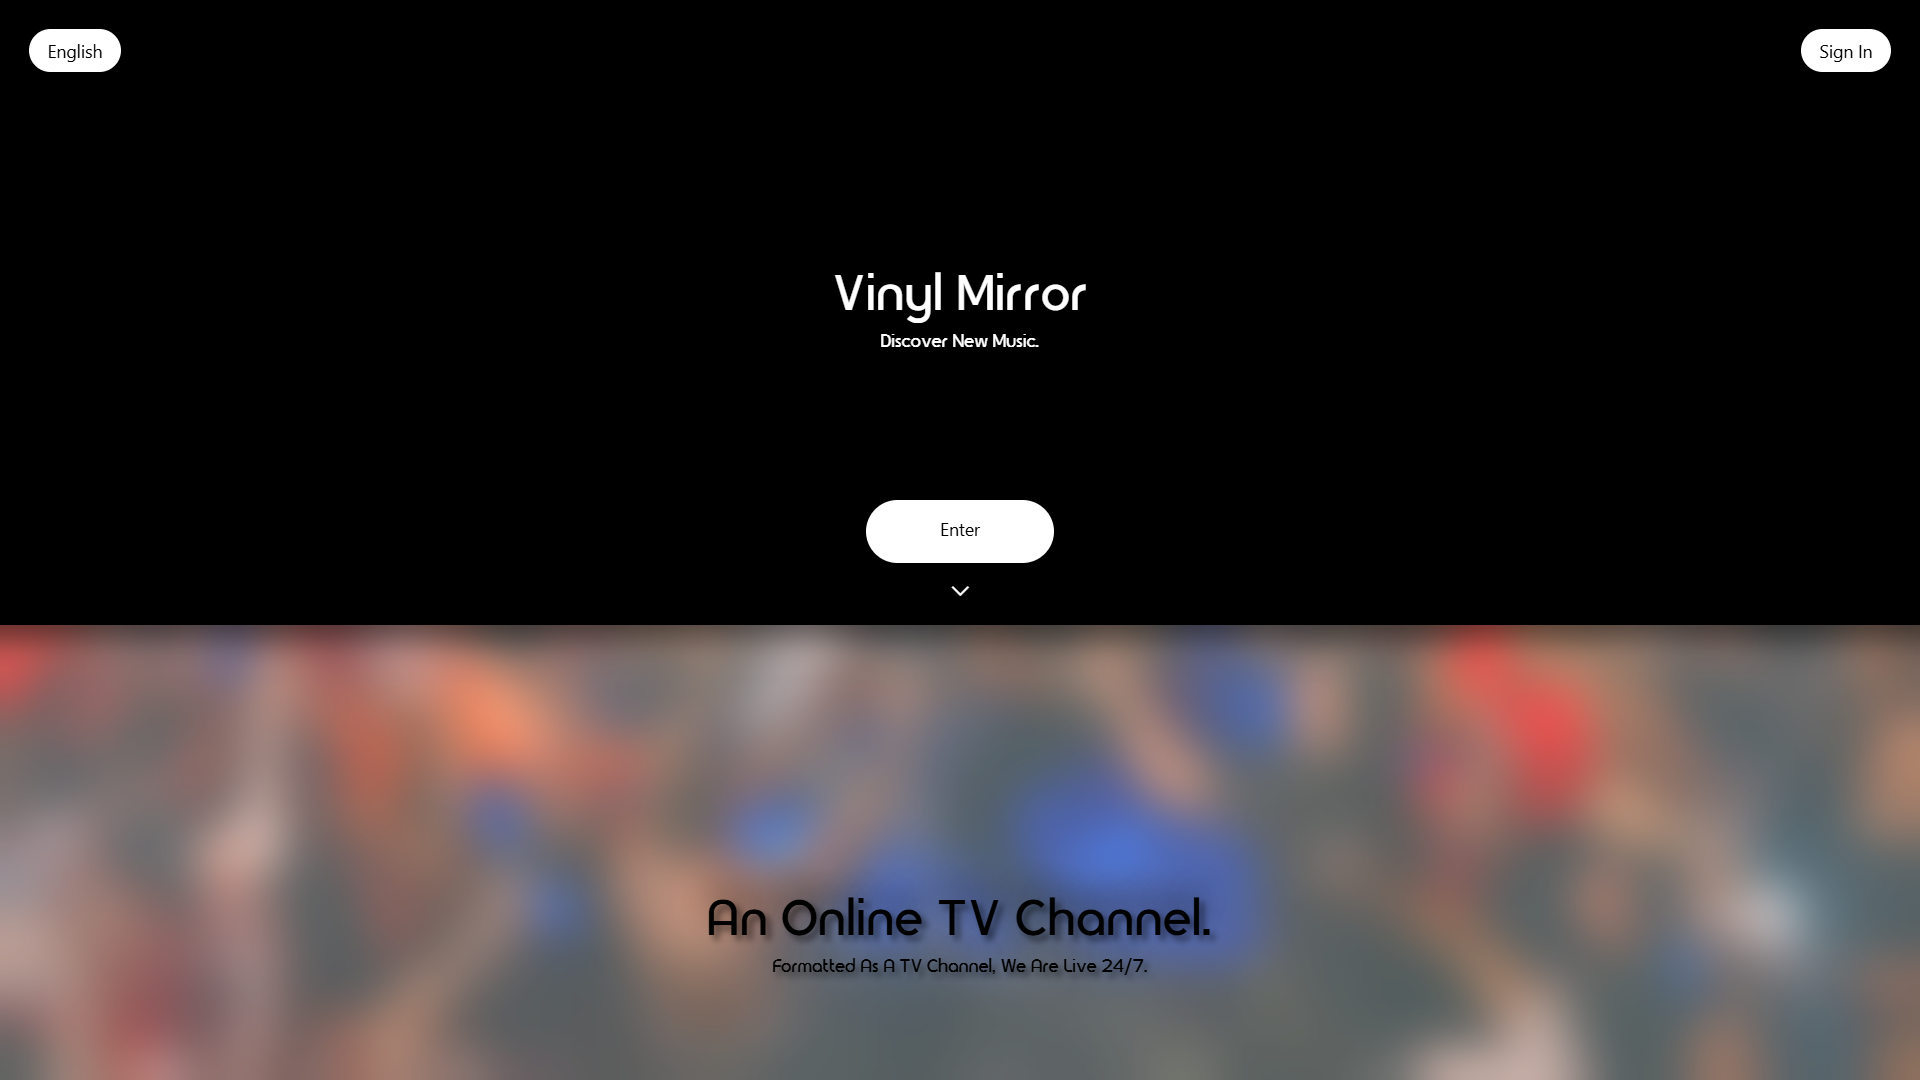 English
Sign In
Vinyl Mirror
Discover New Music.
Enter
An Online TV Channel.
Formatted As A TV Channel, We Are Live 24/7.